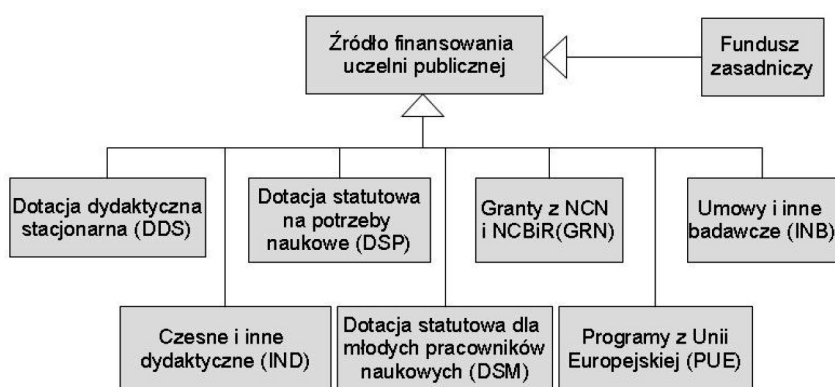 Źródło finansowania
uczelni publicznej
Fundusz
zasadniczy
Dotacja dydaktyczna
stacjonarna (DDS)
Dotacja statutowa
na potrzeby
naukowe (DSP)
Granty z NCN
i NCBiR(GRN)
Umowy i inne
badawcze (INB)
Czesne i inne
dydaktyczne (IND)
Dotacja statutowa dla
młodych pracowników
naukowych (DSM)
Programy z Unii
Europejskiej (PUE)